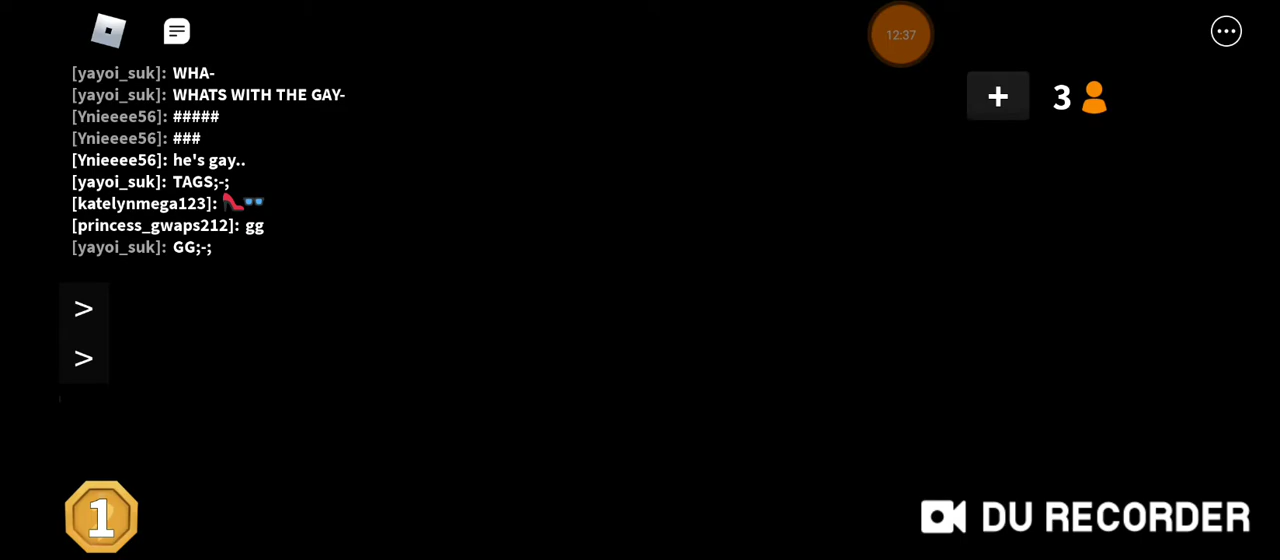 12:37
[yayoi_suk]: WHA-
[yayoi_suk]: WHATS WITH THE GAY-
[Ynieeee56]: #####
[Ynieeee56]: ###
[Ynieeee56]: he's gay..
[yayoi_suk]: TAGS;-;
[katelynmega123]: 👠🕶️
[princess_gwaps212]: gg
[yayoi_suk]: GG;-;
+ 3
>
>
1
DU RECORDER